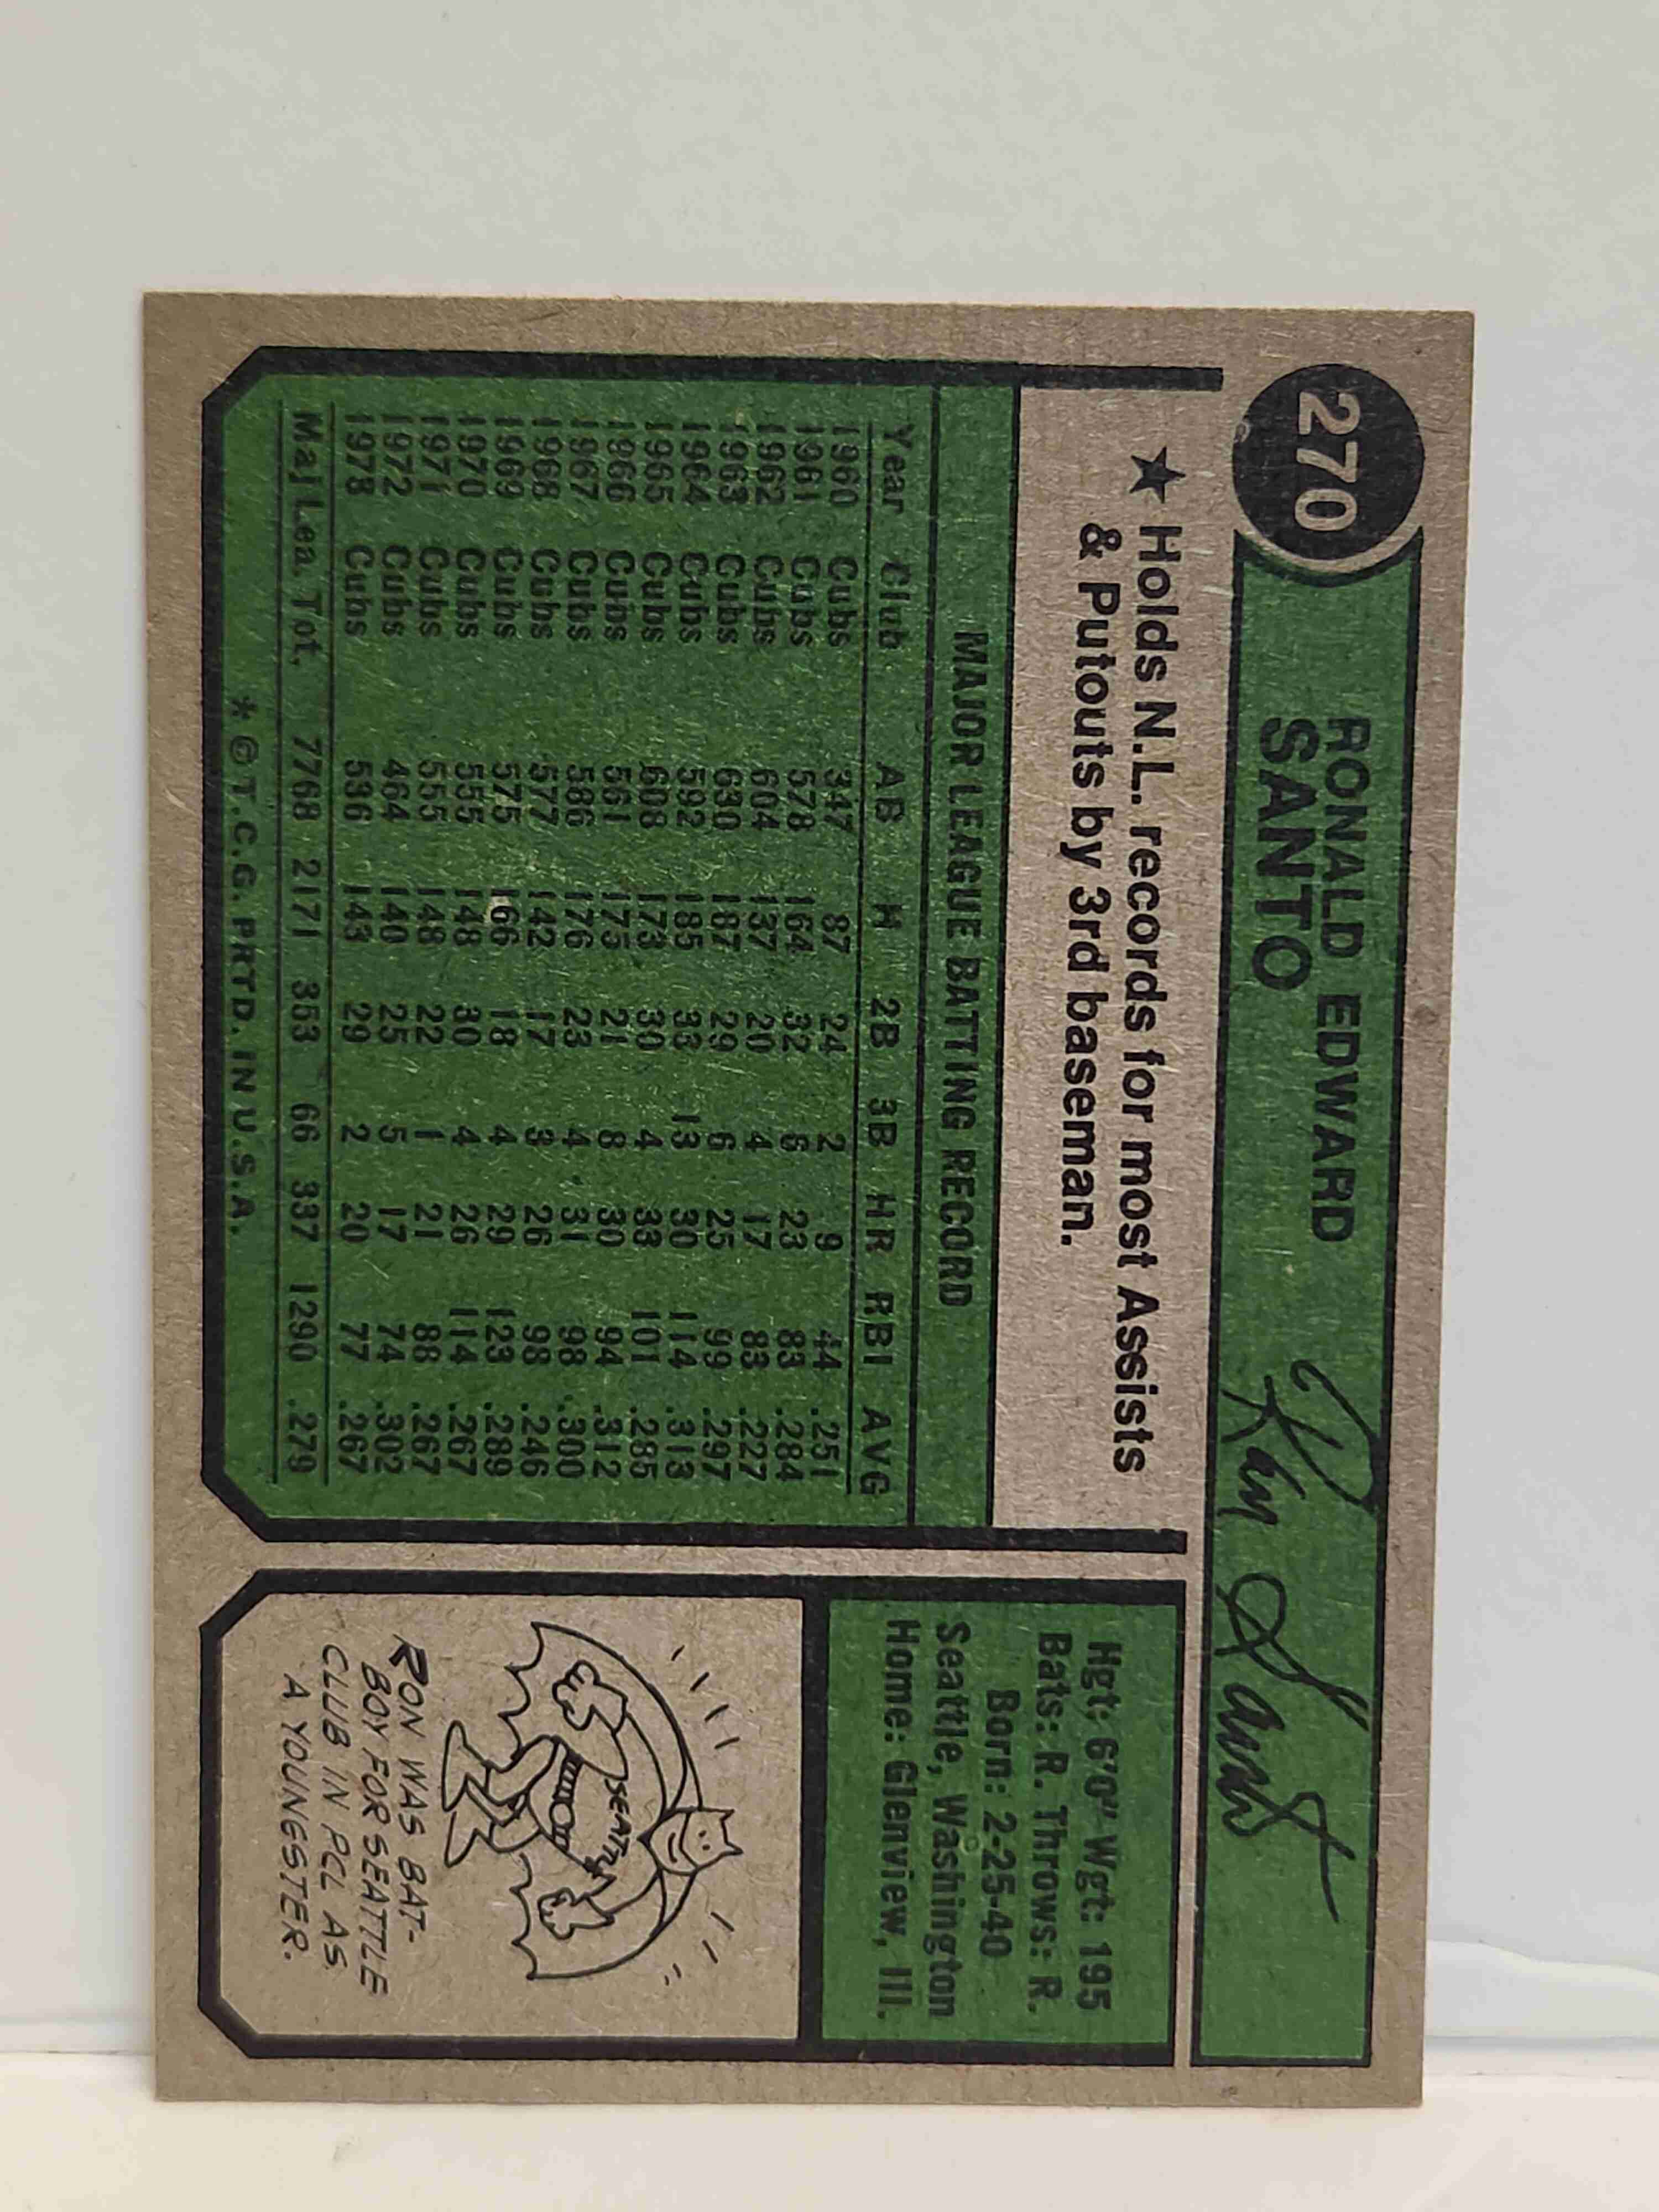 270
RONALD EDWARD
SANTO
Ron Santo
★ Holds N.L. records for most Assists
& Putouts by 3rd baseman.
MAJOR LEAGUE BATTING RECORD
Year Club AB H 2B 3B HR RBI AVG
1960 Cubs 347 87 24 2 9 44 .251
1961 Cubs 578 164 32 6 23 83 .284
1962 Cubs 604 137 20 4 17 83 .227
1963 Cubs 630 187 29 6 25 99 .297
1964 Cubs 592 185 33 13 30 114 .313
1965 Cubs 608 173 30 4 33 101 .285
1966 Cubs 561 175 21 8 30 94 .312
1967 Cubs 586 176 23 4 31 98 .300
1968 Cubs 577 142 17 3 26 98 .246
1969 Cubs 575 166 18 4 29 123 .289
1970 Cubs 555 148 30 4 26 114 .267
1971 Cubs 555 148 22 1 21 88 .267
1972 Cubs 464 140 25 5 17 74 .302
1973 Cubs 536 143 29 2 20 77 .267
Maj.Lea. Tot. 7768 2171 353 66 337 1290 .279
* © T.C.G. PRTD. IN U.S.A.
Hgt: 6'0" Wgt: 195
Bats: R. Throws: R.
Born: 2-25-40
Seattle, Washington
Home: Glenview, Ill.
SEATTLE
RON WAS BAT-
BOY FOR SEATTLE
CLUB IN PCL AS
A YOUNGSTER.